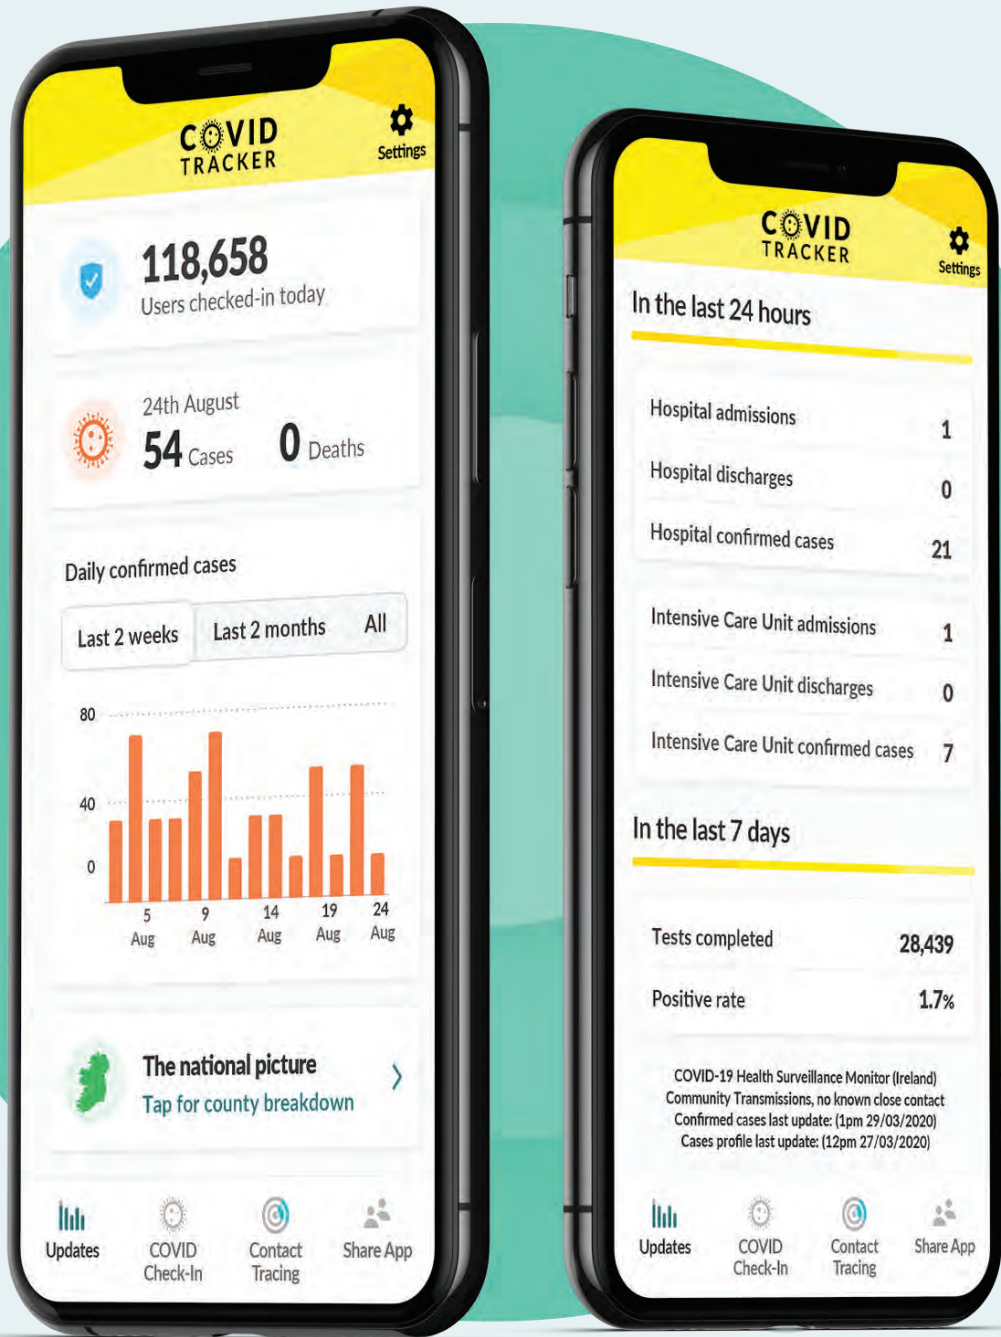 COVID
TRACKER
Settings
118,658
Users checked-in today
24th August
54 Cases 0 Deaths
Daily confirmed cases
Last 2 weeks Last 2 months All
80
40
0
5 9 14 19 24
Aug Aug Aug Aug Aug
The national picture
Tap for county breakdown
Updates COVID Contact Share App
Check-In Tracing
COVID
TRACKER
Settings
In the last 24 hours
Hospital admissions 1
Hospital discharges 0
Hospital confirmed cases 21
Intensive Care Unit admissions 1
Intensive Care Unit discharges 0
Intensive Care Unit confirmed cases 7
In the last 7 days
Tests completed 28,439
Positive rate 1.7%
COVID-19 Health Surveillance Monitor (Ireland)
Community Transmissions, no known close contact
Confirmed cases last update: (1pm 29/03/2020)
Cases profile last update: (12pm 27/03/2020)
Updates COVID Contact Share App
Check-In Tracing